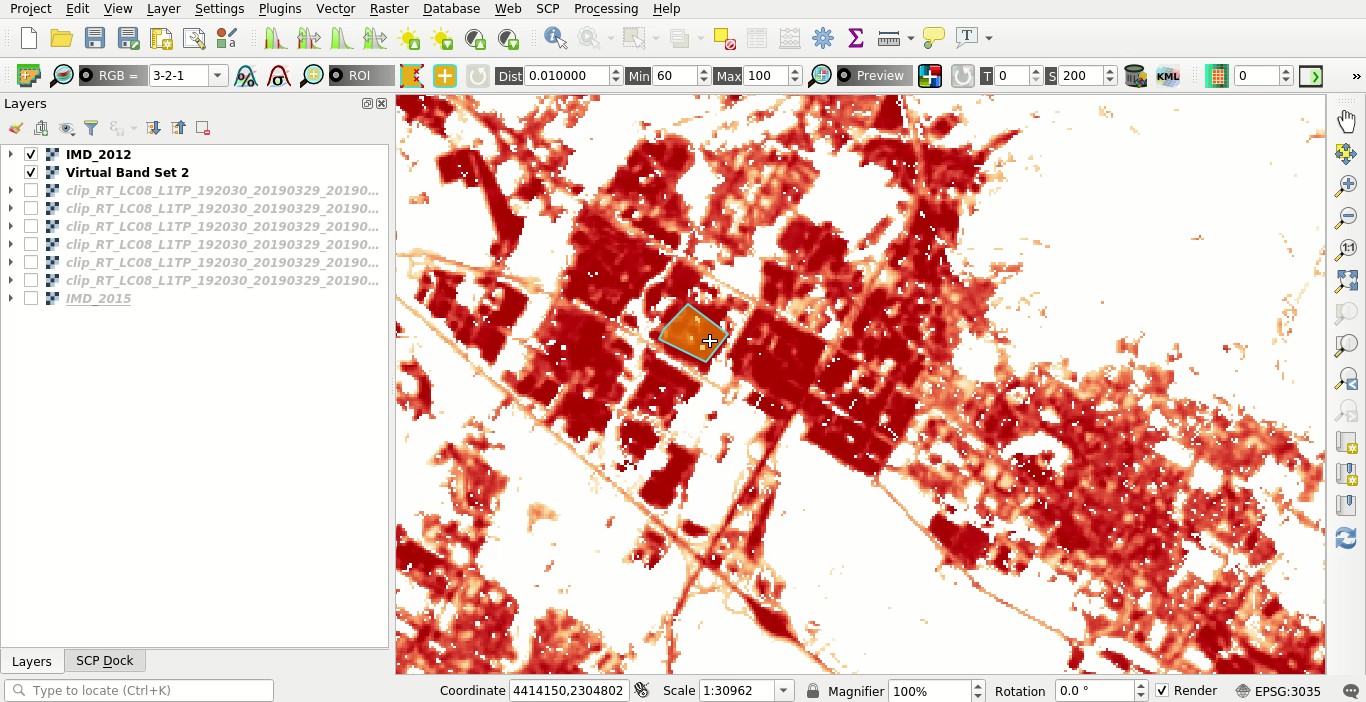 Project Edit View Layer Settings Plugins Vector Raster Database Web SCP Processing Help
RGB = 3-2-1 ROI Dist 0.010000 Min 60 Max 100 Preview T 0 S 200 KML 0 »
Layers
IMD_2012
Virtual Band Set 2
clip_RT_LC08_L1TP_192030_20190329_20190...
clip_RT_LC08_L1TP_192030_20190329_20190...
clip_RT_LC08_L1TP_192030_20190329_20190...
clip_RT_LC08_L1TP_192030_20190329_20190...
clip_RT_LC08_L1TP_192030_20190329_20190...
clip_RT_LC08_L1TP_192030_20190329_20190...
IMD_2015
1:1
Layers SCP Dock
Type to locate (Ctrl+K) Coordinate 4414150,2304802 Scale 1:30962 Magnifier 100% Rotation 0.0 ° Render EPSG:3035